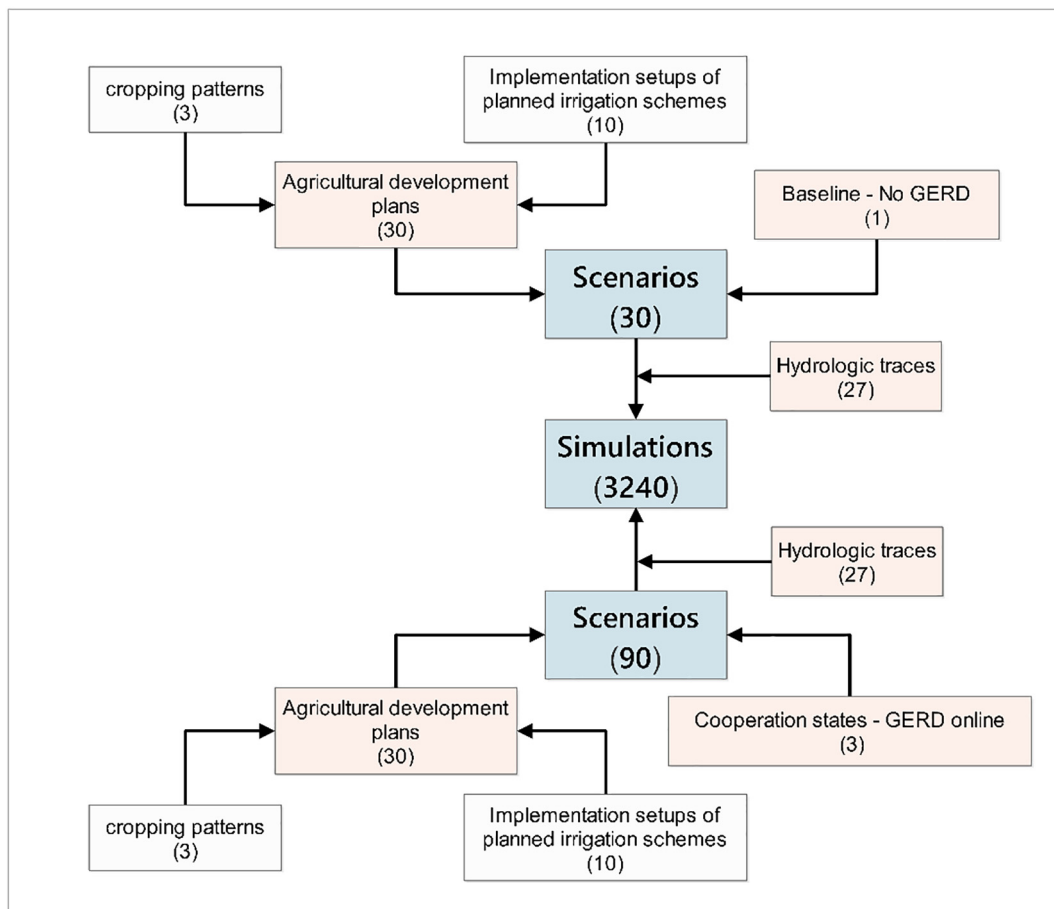 cropping patterns
(3)
Implementation setups of
planned irrigation schemes
(10)
Agricultural development
plans
(30)
Baseline - No GERD
(1)
Scenarios
(30)
Hydrologic traces
(27)
Simulations
(3240)
Hydrologic traces
(27)
Scenarios
(90)
Agricultural development
plans
(30)
Cooperation states - GERD online
(3)
cropping patterns
(3)
Implementation setups of
planned irrigation schemes
(10)